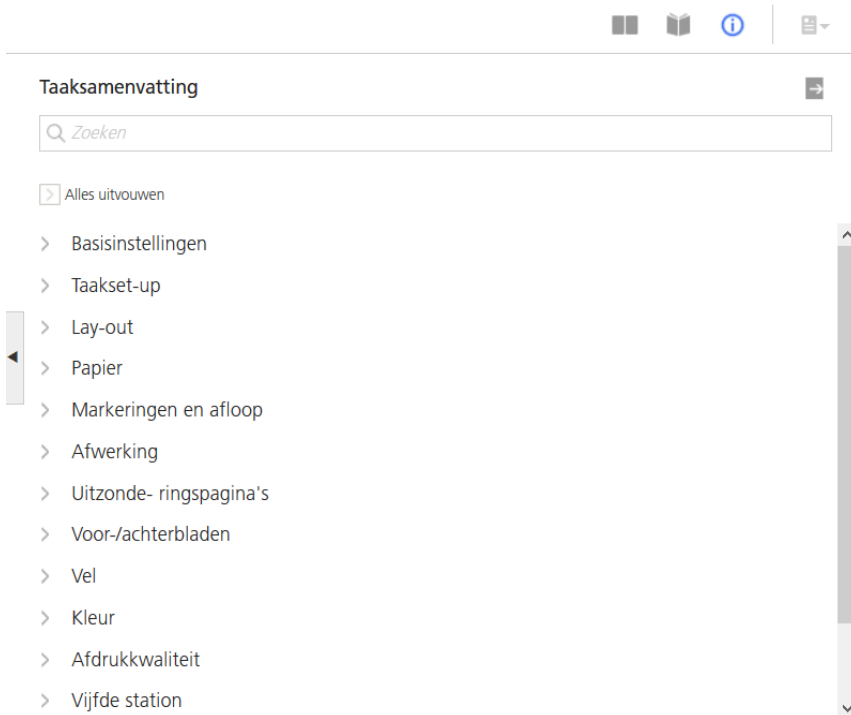 Taaksamenvatting
Zoeken
Alles uitvouwen
Basisinstellingen
Taakset-up
Lay-out
Papier
Markeringen en afloop
Afwerking
Uitzonde- ringspagina's
Voor-/achterbladen
Vel
Kleur
Afdrukkwaliteit
Vijfde station